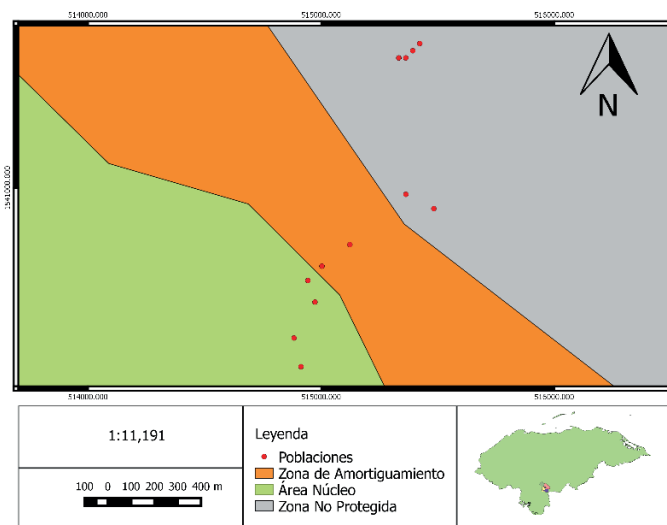 514000.000 515000.000 516000.000
N
1541000.000
514000.000 515000.000 516000.000
1:11,191
100 0 100 200 300 400 m
Leyenda
Poblaciones
Zona de Amortiguamiento
Área Núcleo
Zona No Protegida